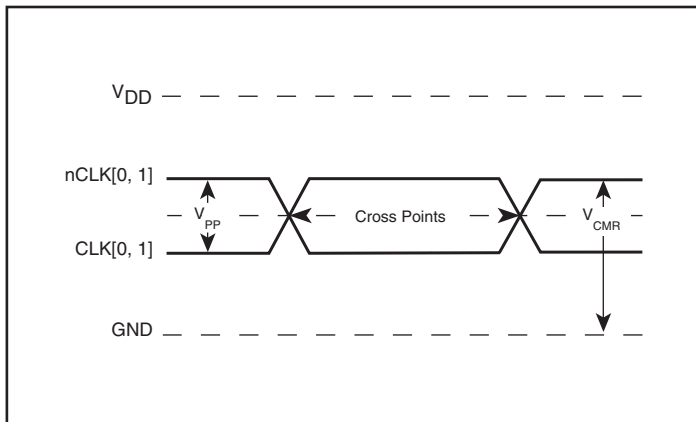 VDD
nCLK[0, 1]
VPP
Cross Points
VCMR
CLK[0, 1]
GND